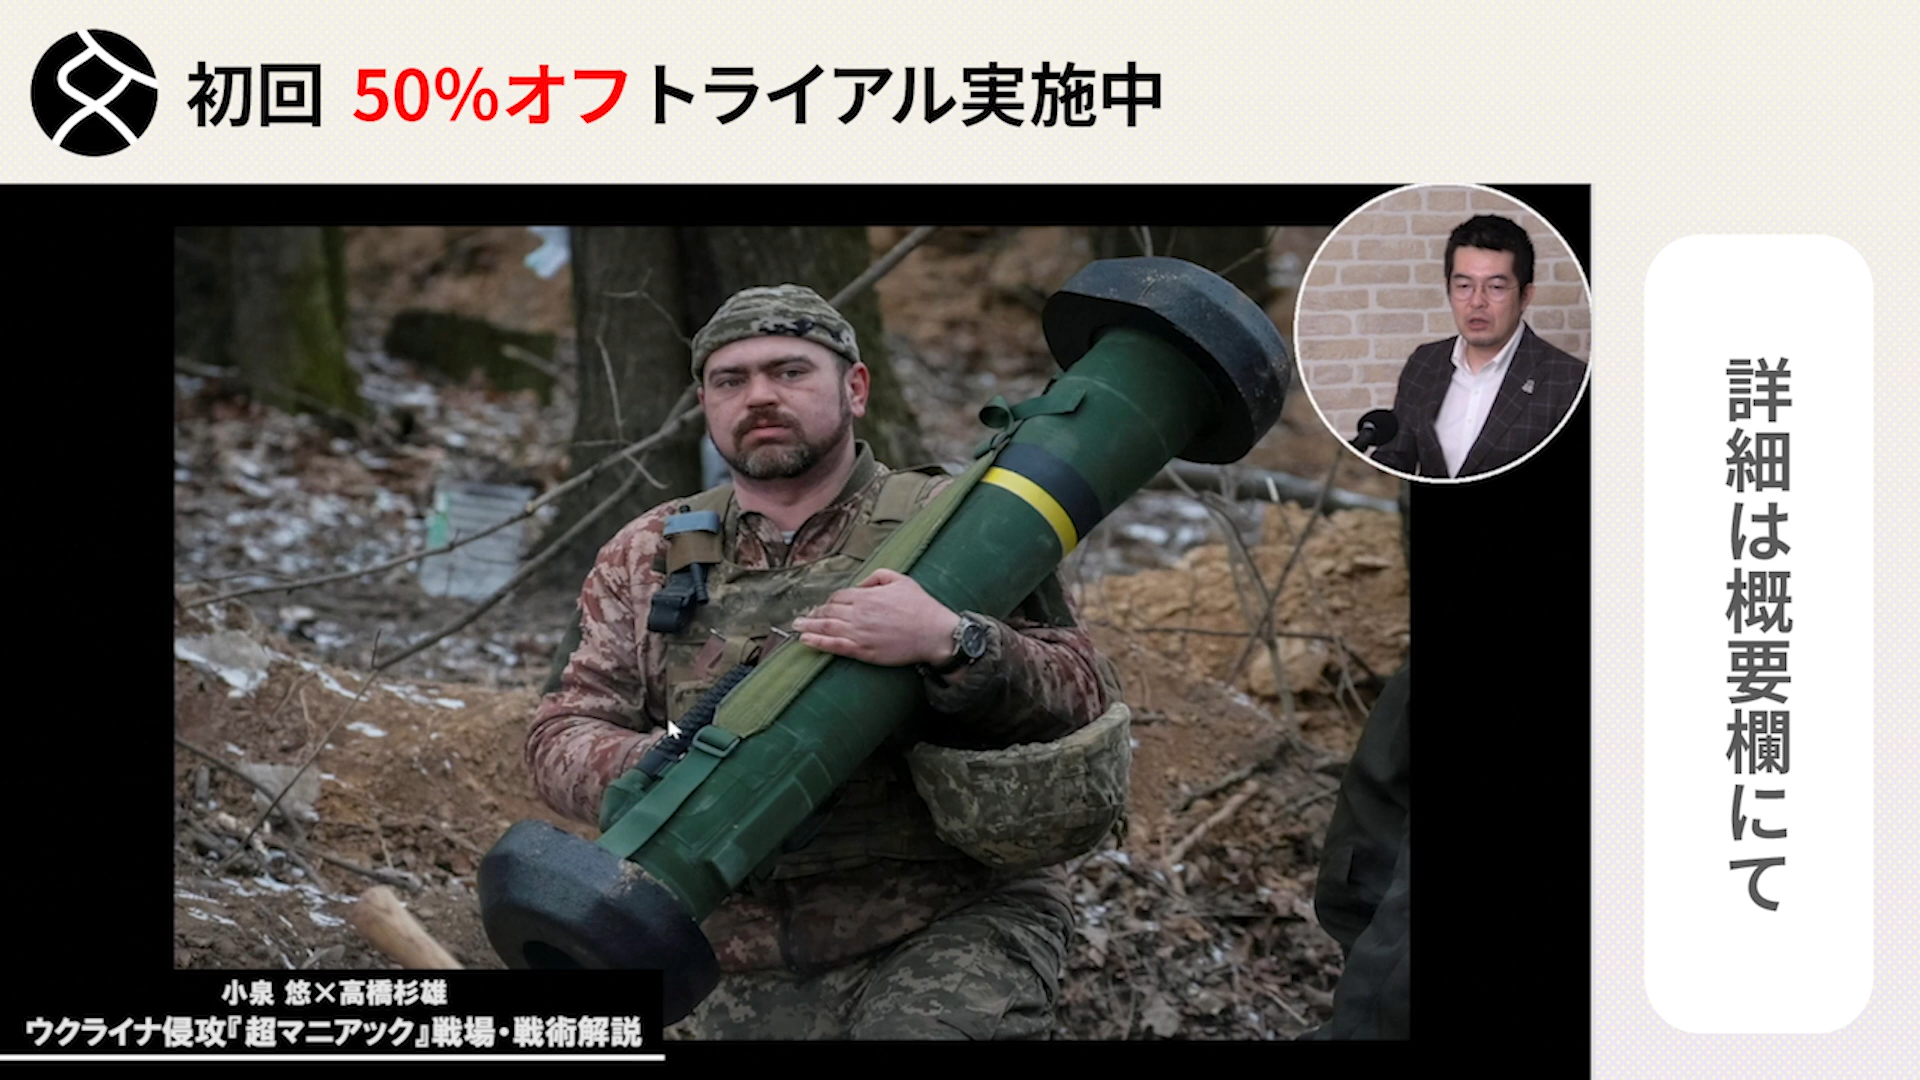 初回 50%オフトライアル実施中
詳細は概要欄にて
小泉 悠×高橋杉雄
ウクライナ侵攻『超マニアック』戦場・戦術解説